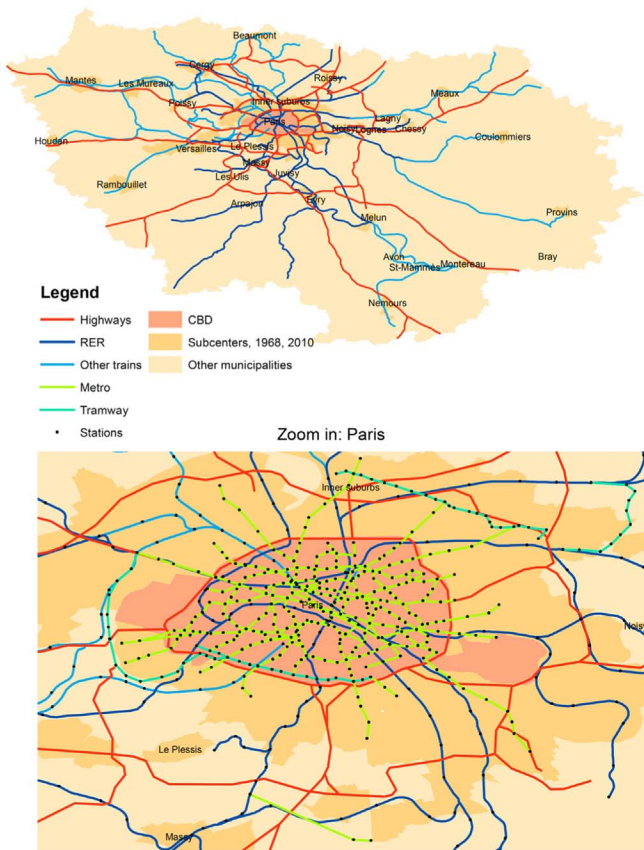 Beaumont
Cergy
Roissy
Mantes
Les Mureaux
Meaux
Poissy
Inner suburbs
Lagny
Paris
Noisy
Lognes
Chessy
Coulommiers
Houdan
Versailles
Le Plessis
Massy
Juvisy
Les Ulis
Rambouillet
Evry
Arpajon
Melun
Provins
Avon
Bray
St-Mammès
Montereau
Nemours
Legend
Highways
CBD
RER
Subcenters, 1968, 2010
Other trains
Other municipalities
Metro
Tramway
Stations
Zoom in: Paris
Inner suburbs
Paris
Noisy
Le Plessis
Massy